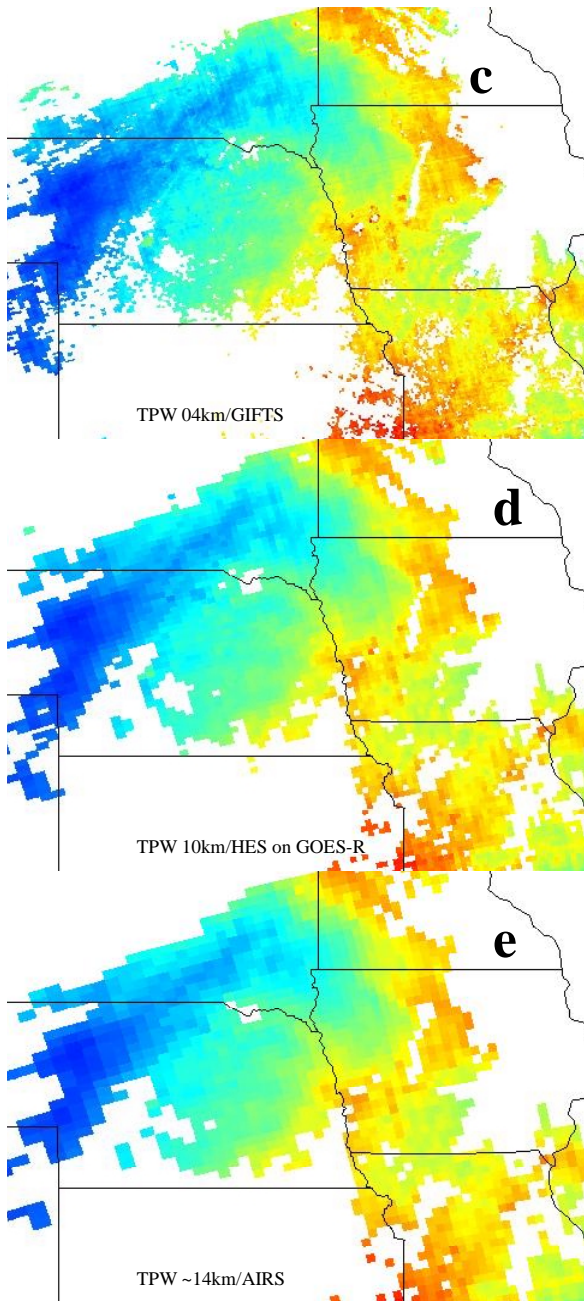 c
TPW 04km/GIFTS
d
TPW 10km/HES on GOES-R
e
TPW ~14km/AIRS